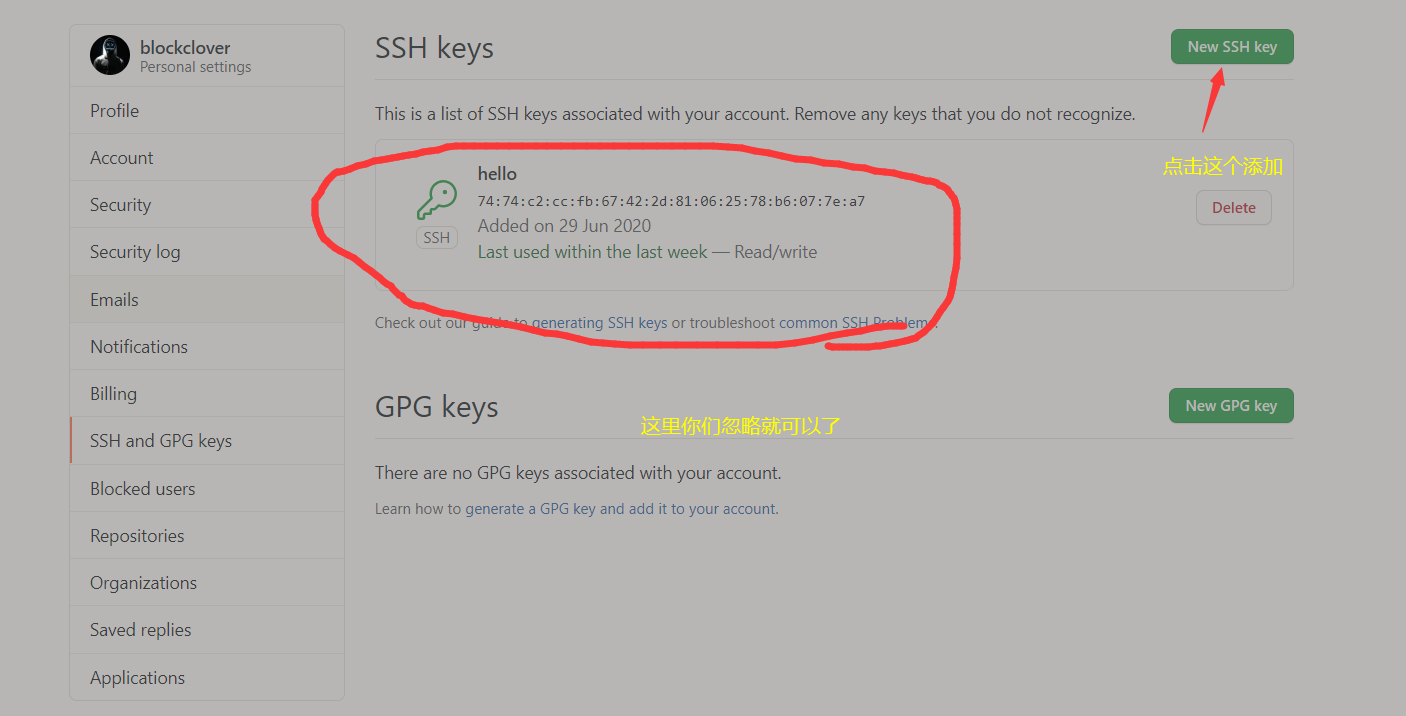 blockclover
Personal settings
Profile
Account
Security
Security log
Emails
Notifications
Billing
SSH and GPG keys
Blocked users
Repositories
Organizations
Saved replies
Applications
SSH keys
New SSH key
This is a list of SSH keys associated with your account. Remove any keys that you do not recognize.
点击这个添加
hello
74:74:c2:cc:fb:67:42:2d:81:06:25:78:b6:07:7e:a7
Added on 29 Jun 2020
Last used within the last week — Read/write
SSH
Delete
Check out our guide to generating SSH keys or troubleshoot common SSH Problems.
GPG keys
New GPG key
这里你们忽略就可以了
There are no GPG keys associated with your account.
Learn how to generate a GPG key and add it to your account.